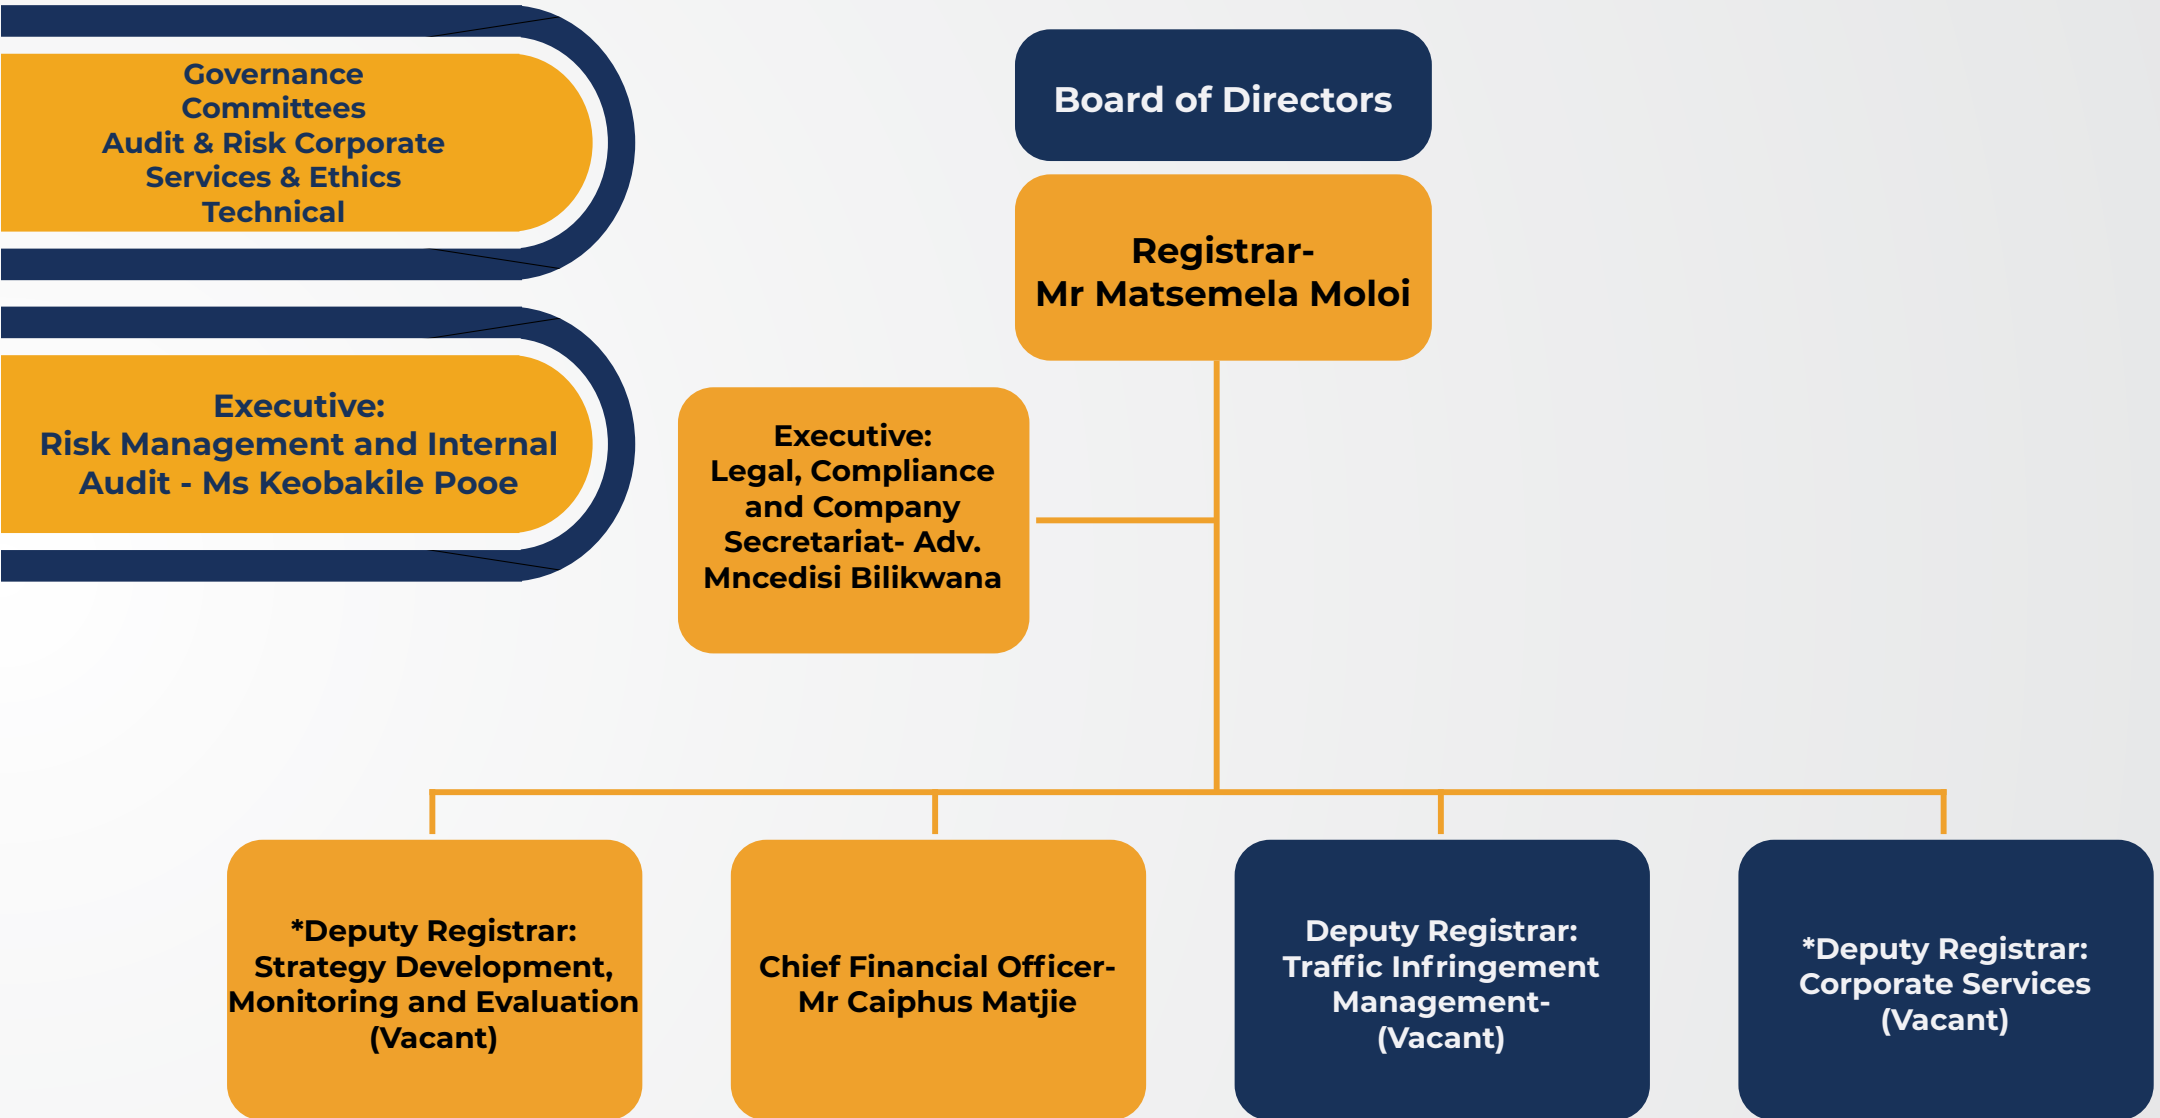 Governance
Committees
Audit & Risk Corporate
Services & Ethics
Technical
Executive:
Risk Management and Internal
Audit - Ms Keobakile Pooe
Board of Directors
Registrar-
Mr Matsemela Moloi
Executive:
Legal, Compliance
and Company
Secretariat- Adv.
Mncedisi Bilikwana
*Deputy Registrar:
Strategy Development,
Monitoring and Evaluation
(Vacant)
Chief Financial Officer-
Mr Caiphus Matjie
Deputy Registrar:
Traffic Infringement
Management-
(Vacant)
*Deputy Registrar:
Corporate Services
(Vacant)